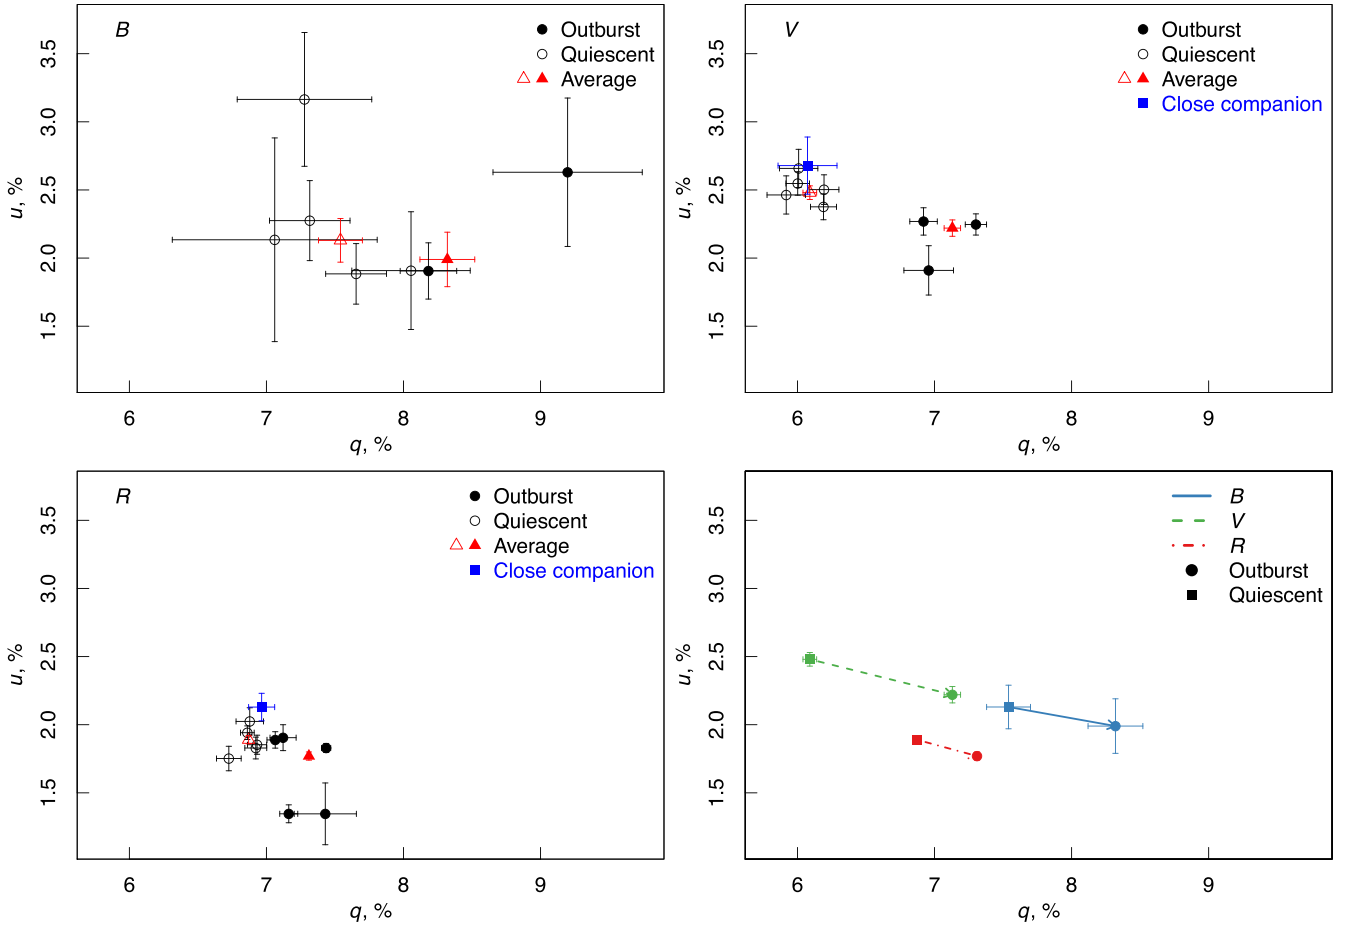 B
Outburst
Quiescent
Average
3.5
3.0
2.5
2.0
1.5
u, %
6 7 8 9
q, %
V
Outburst
Quiescent
Average
Close companion
3.5
3.0
2.5
2.0
1.5
u, %
6 7 8 9
q, %
R
Outburst
Quiescent
Average
Close companion
3.5
3.0
2.5
2.0
1.5
u, %
6 7 8 9
q, %
B
V
R
Outburst
Quiescent
3.5
3.0
2.5
2.0
1.5
u, %
6 7 8 9
q, %